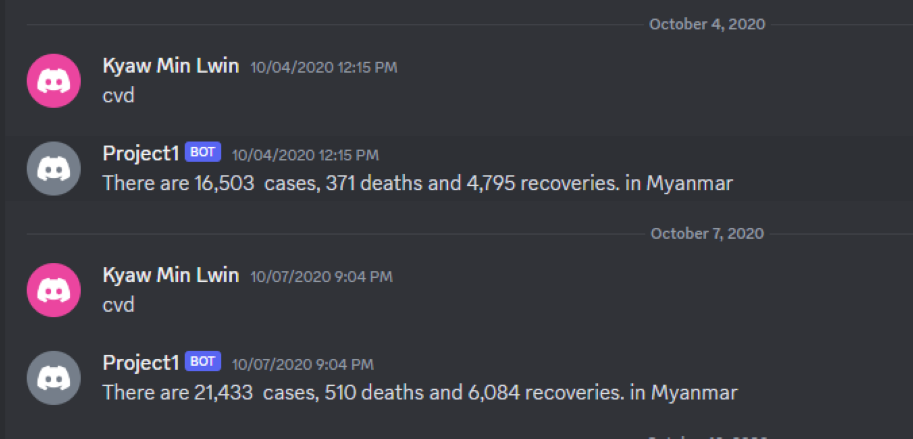 October 4, 2020
Kyaw Min Lwin 10/04/2020 12:15 PM
cvd
Project1 BOT 10/04/2020 12:15 PM
There are 16,503  cases, 371 deaths and 4,795 recoveries. in Myanmar
October 7, 2020
Kyaw Min Lwin 10/07/2020 9:04 PM
cvd
Project1 BOT 10/07/2020 9:04 PM
There are 21,433  cases, 510 deaths and 6,084 recoveries. in Myanmar